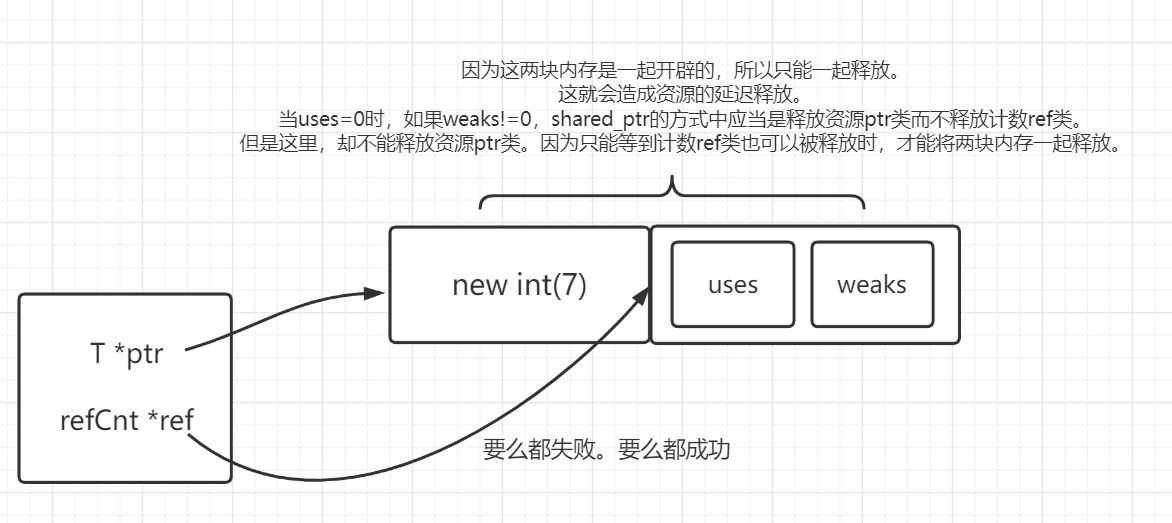 因为这两块内存是一起开辟的，所以只能一起释放。
这就会造成资源的延迟释放。
当uses=0时，如果weaks!=0，shared_ptr的方式中应当是释放资源ptr类而不释放计数ref类。
但是这里，却不能释放资源ptr类。因为只能等到计数ref类也可以被释放时，才能将两块内存一起释放。
new int(7)
uses
weaks
T *ptr
refCnt *ref
要么都失败。要么都成功